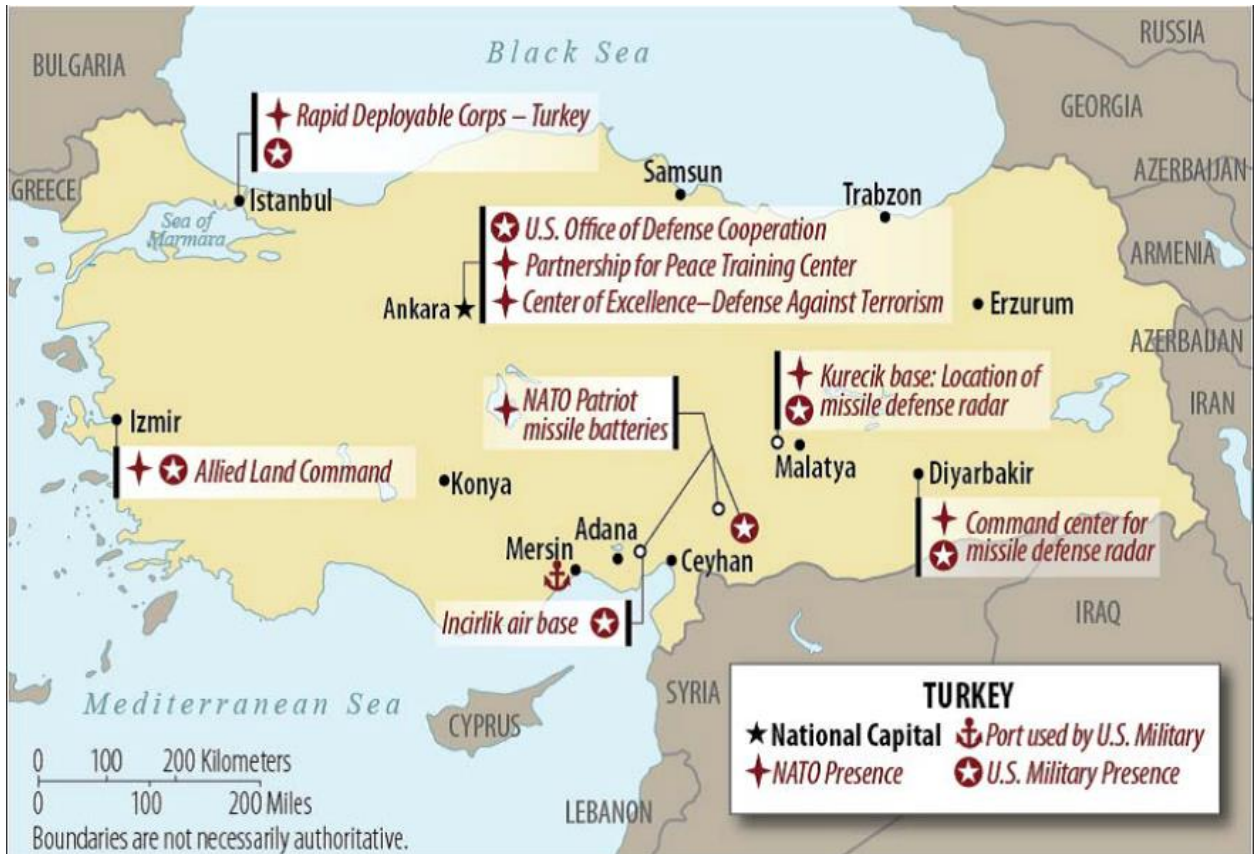 RUSSIA
BULGARIA
Black Sea
GEORGIA
Rapid Deployable Corps – Turkey
AZERBAIJAN
GREECE
Istanbul
Samsun
Trabzon
Sea of
Marmara
ARMENIA
U.S. Office of Defense Cooperation
Partnership for Peace Training Center
Center of Excellence–Defense Against Terrorism
Ankara
Erzurum
AZERBAIJAN
IRAN
NATO Patriot
missile batteries
Kurecik base: Location of
missile defense radar
Izmir
Allied Land Command
Konya
Malatya
Diyarbakir
Command center for
missile defense radar
Mersin
Adana
Ceyhan
Incirlik air base
IRAQ
SYRIA
Mediterranean Sea
CYPRUS
LEBANON
TURKEY
National Capital
Port used by U.S. Military
NATO Presence
U.S. Military Presence
0 100 200 Kilometers
0 100 200 Miles
Boundaries are not necessarily authoritative.